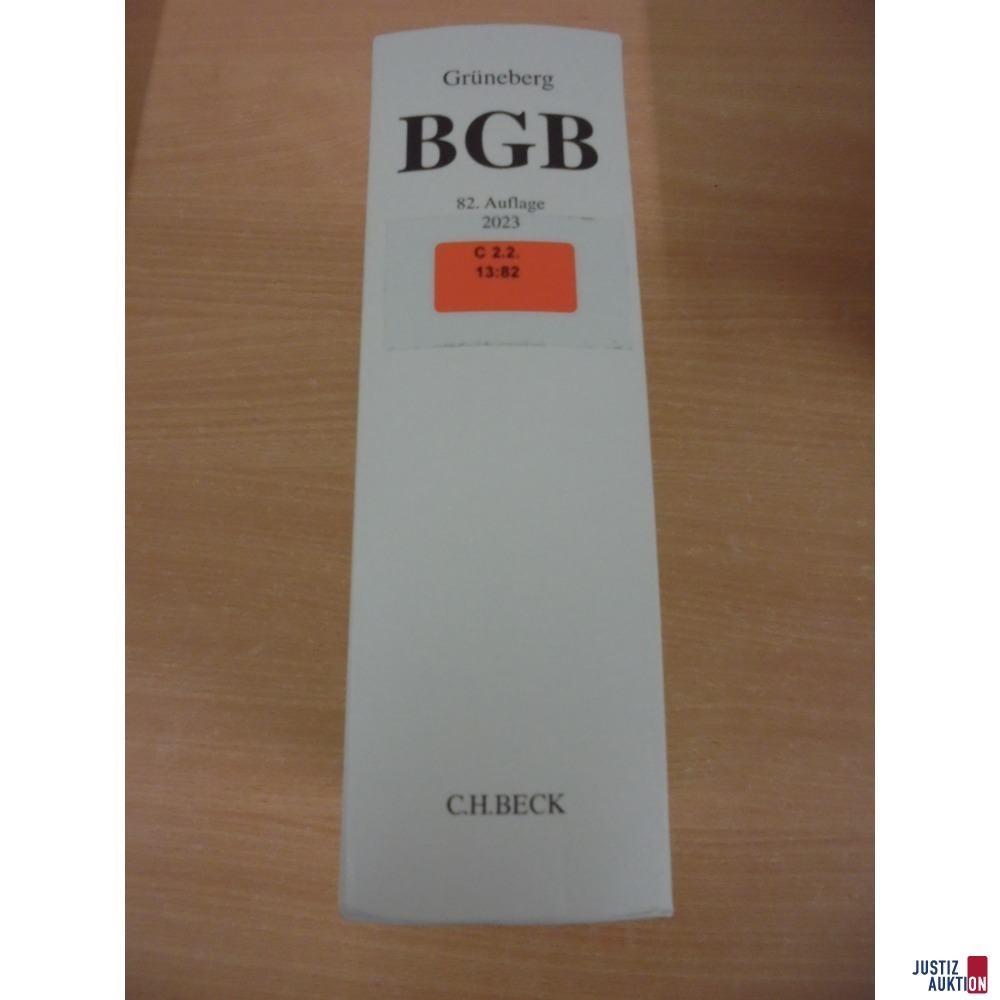 Grüneberg
BGB
82. Auflage
2023
C 2.2.
13:82
C.H.BECK
JUSTIZ
AUKTION